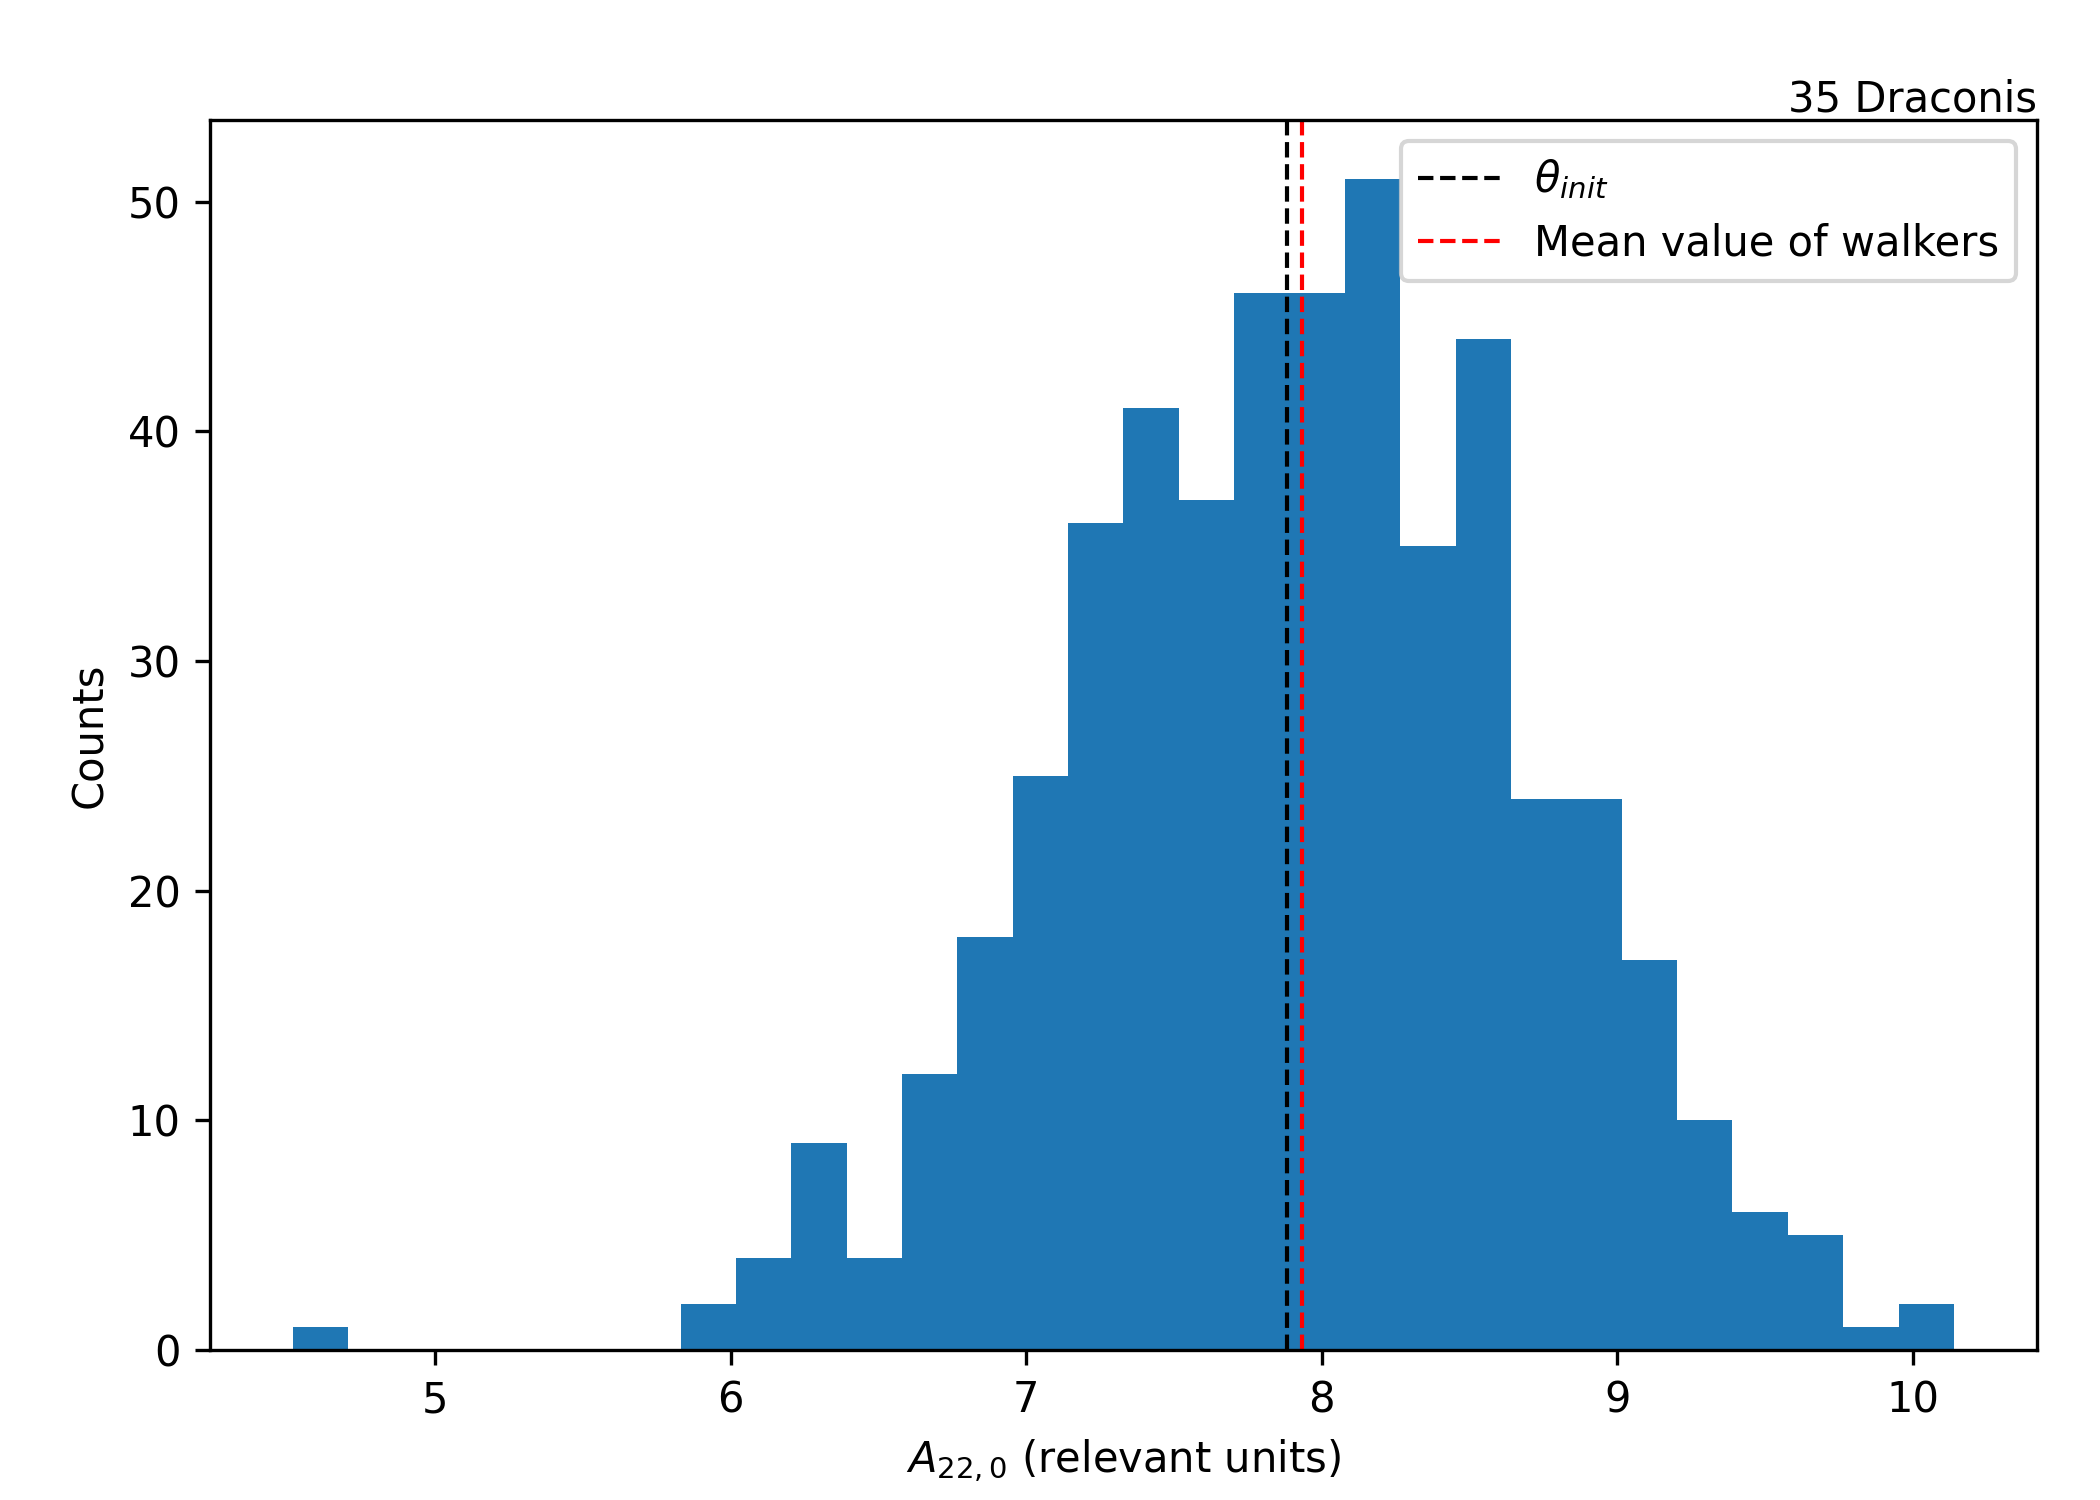 35 Draconis
θ_init
Mean value of walkers
50
40
30
20
10
0
Counts
5 6 7 8 9 10
A_22,0 (relevant units)